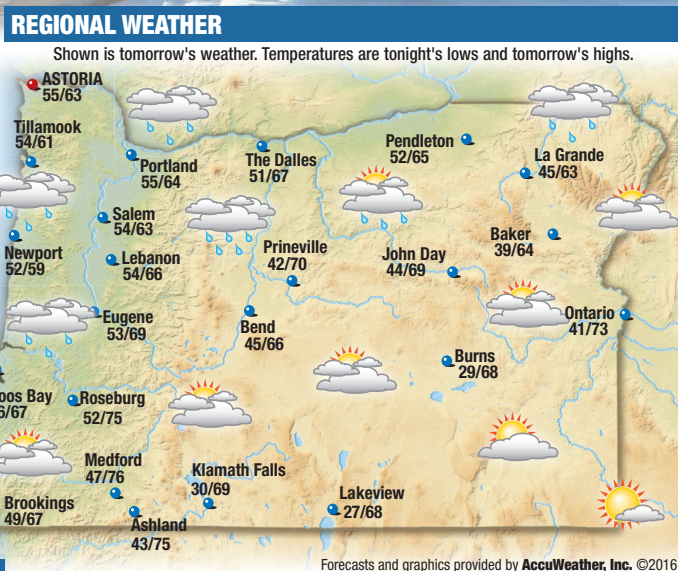 REGIONAL WEATHER
Shown is tomorrow's weather. Temperatures are tonight's lows and tomorrow's highs.
ASTORIA
55/63
Tillamook
54/61
Portland
55/64
The Dalles
51/67
Pendleton
52/65
La Grande
45/63
Salem
54/63
Newport
52/59
Lebanon
54/66
Prineville
42/70
John Day
44/69
Baker
39/64
Eugene
53/69
Bend
45/66
Ontario
41/73
Burns
29/68
oos Bay
6/67
Roseburg
52/75
Medford
47/76
Klamath Falls
30/69
Lakeview
27/68
Brookings
49/67
Ashland
43/75
Forecasts and graphics provided by AccuWeather, Inc. ©2016